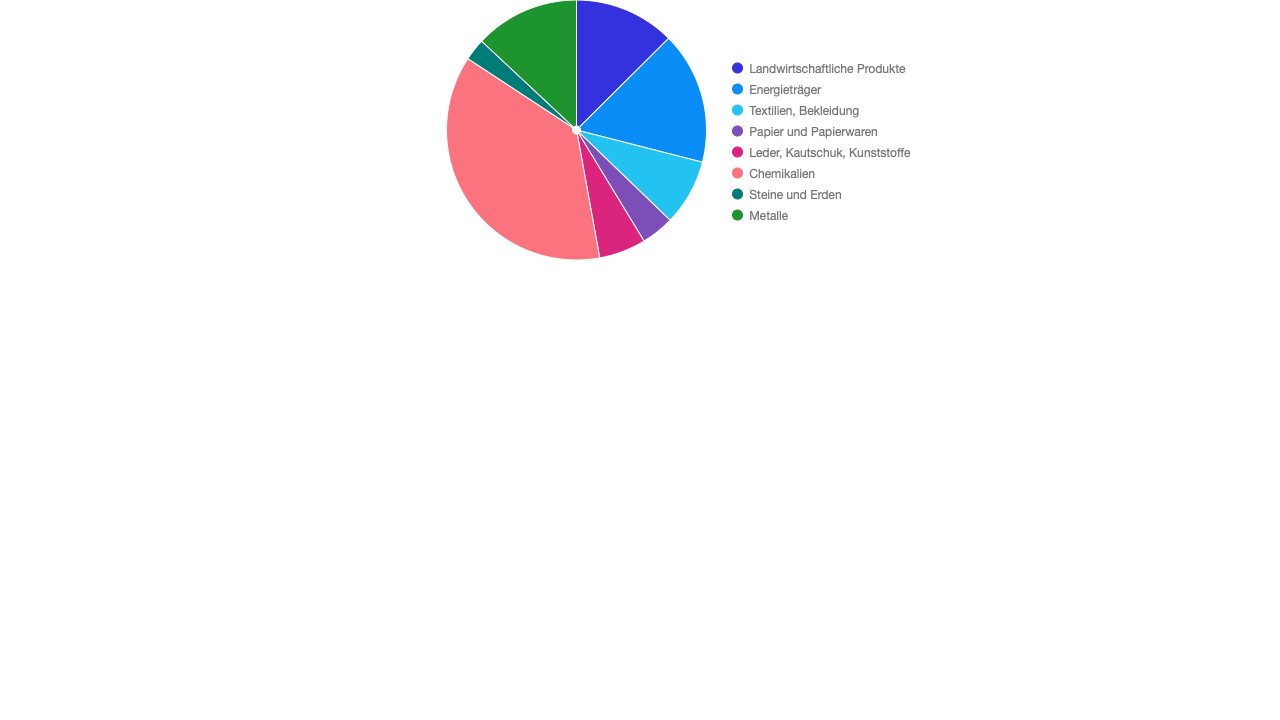 Landwirtschaftliche Produkte
Energieträger
Textilien, Bekleidung
Papier und Papierwaren
Leder, Kautschuk, Kunststoffe
Chemikalien
Steine und Erden
Metalle